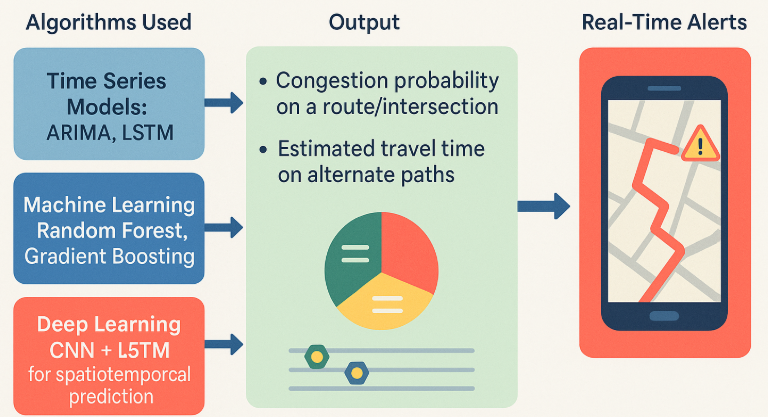 Algorithms Used
Time Series
Models:
ARIMA, LSTM
Machine Learning
Random Forest,
Gradient Boosting
Deep Learning
CNN + L5TM
for spatiotemporcal
prediction
Output
• Congestion probability
on a route/intersection
• Estimated travel time
on alternate paths
Real-Time Alerts
!